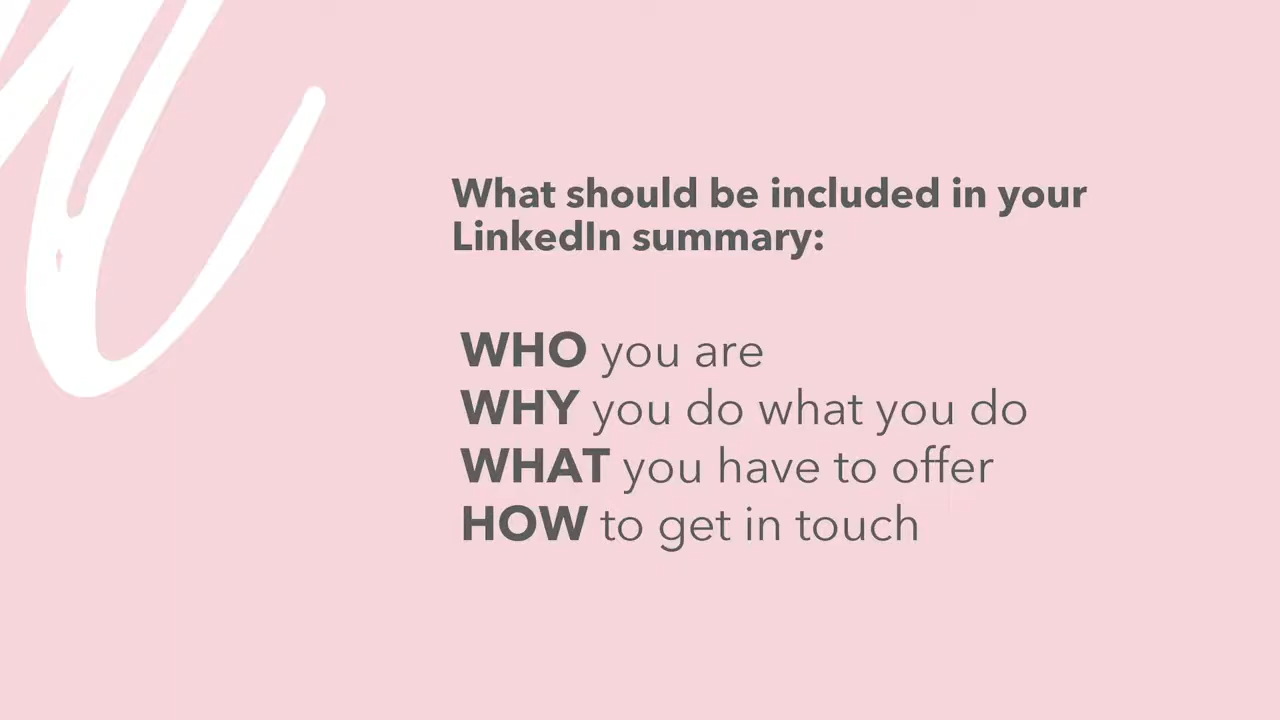 What should be included in your
LinkedIn summary:
WHO you are
WHY you do what you do
WHAT you have to offer
HOW to get in touch